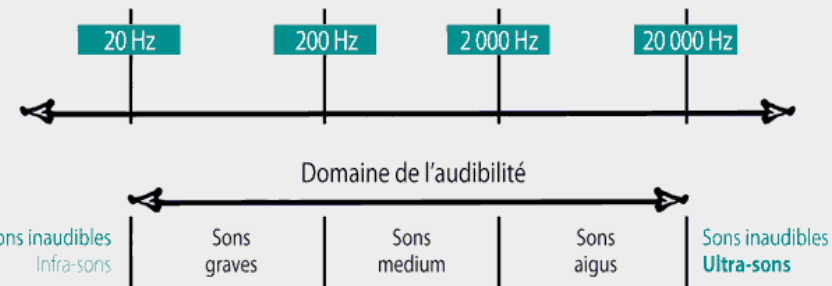 20 Hz
200 Hz
2 000 Hz
20 000 Hz
Domaine de l'audibilité
ons inaudibles
Infra-sons
Sons
graves
Sons
medium
Sons
aigus
Sons inaudibles
Ultra-sons